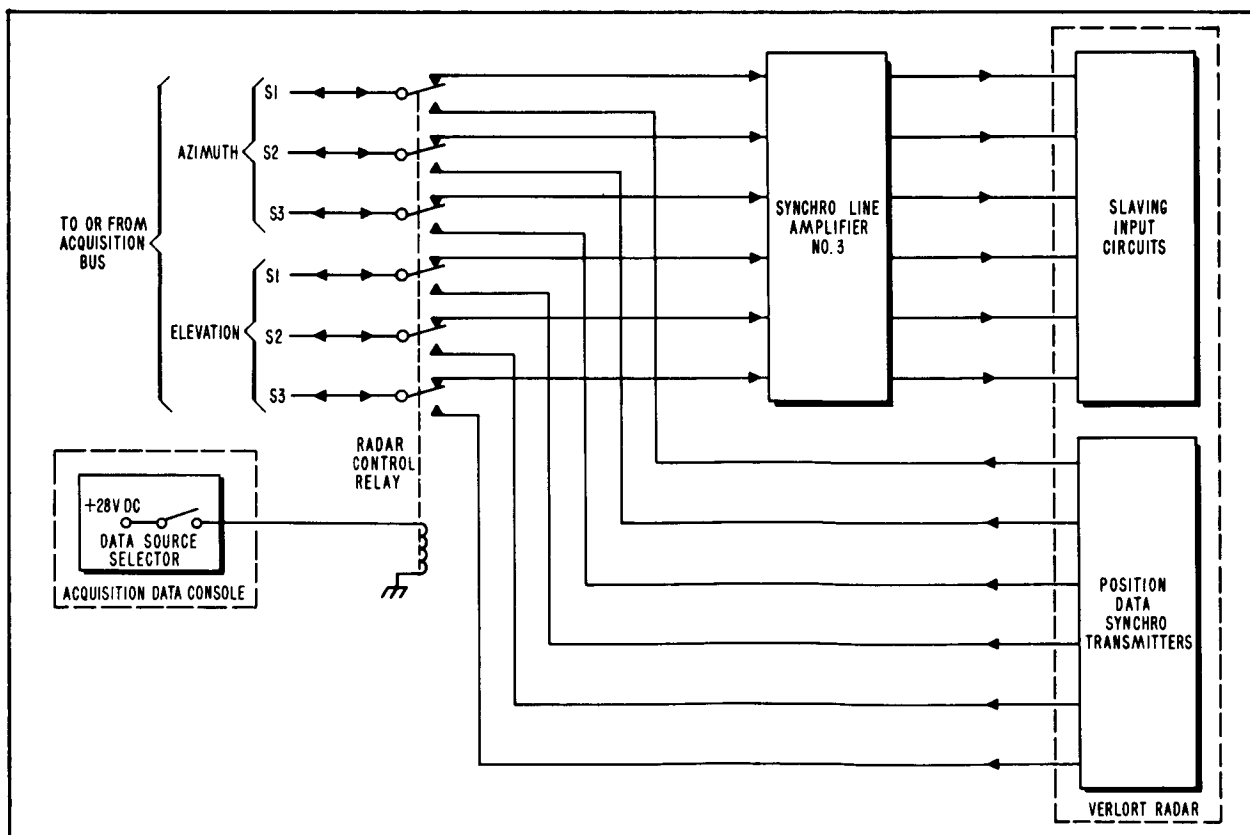 TO OR FROM
ACQUISITION
BUS
AZIMUTH
S1
S2
S3
ELEVATION
S1
S2
S3
RADAR
CONTROL
RELAY
+28V DC
DATA SOURCE
SELECTOR
ACQUISITION DATA CONSOLE
SYNCHRO LINE
AMPLIFIER
NO. 3
SLAVING
INPUT
CIRCUITS
POSITION
DATA
SYNCHRO
TRANSMITTERS
VERLORT RADAR